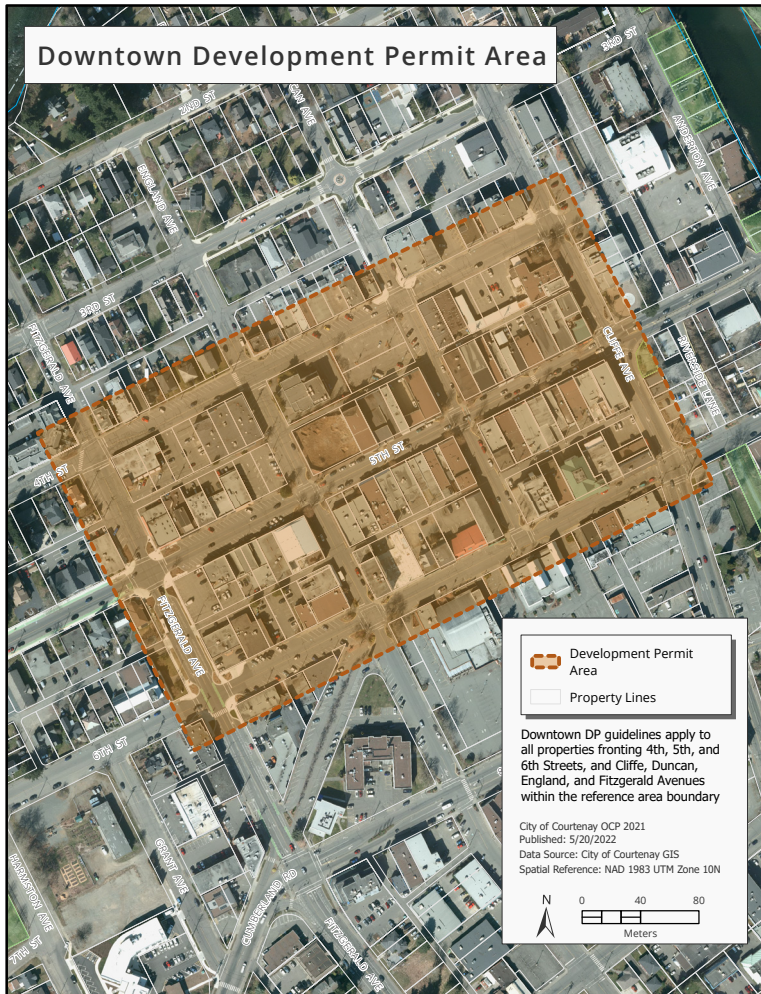 Downtown Development Permit Area
3RD ST
2ND ST
CAN AVE
ANDERTON AVE
ENGLAND AVE
3RD ST
FITZGERALD AVE
CLIFFE AVE
RIVERSIDE LANE
5TH ST
4TH ST
FITZGERALD AVE
6TH ST
GRANT AVE
HARMSTON AVE
CUMBERLAND RD
FITZGERALD AVE
7TH ST
Development Permit
Area
Property Lines
Downtown DP guidelines apply to
all properties fronting 4th, 5th, and
6th Streets, and Cliffe, Duncan,
England, and Fitzgerald Avenues
within the reference area boundary
City of Courtenay OCP 2021
Published: 5/20/2022
Data Source: City of Courtenay GIS
Spatial Reference: NAD 1983 UTM Zone 10N
N
0 40 80
Meters